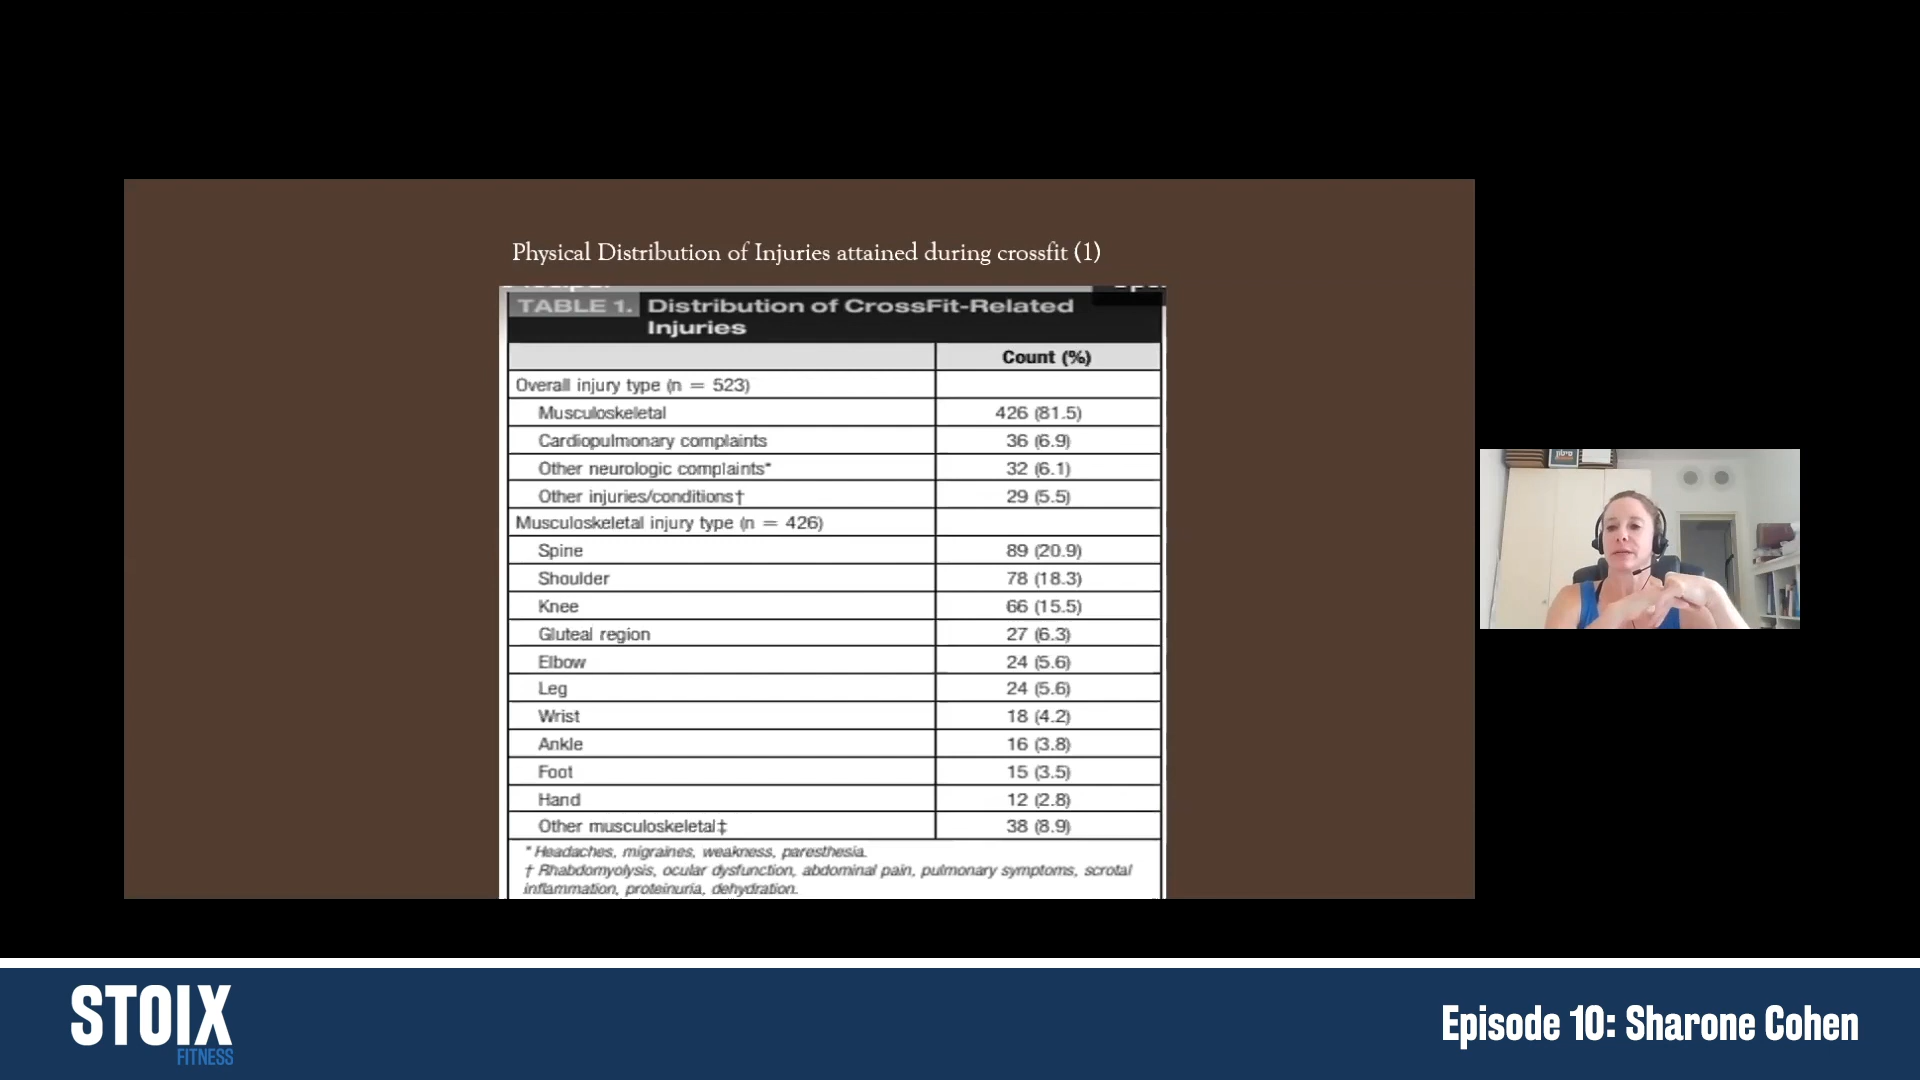 Physical Distribution of Injuries attained during crossfit (1)
TABLE 1. Distribution of CrossFit-Related
Injuries
Count (%)
Overall injury type (n = 523)
Musculoskeletal 426 (81.5)
Cardiopulmonary complaints 36 (6.9)
Other neurologic complaints* 32 (6.1)
Other injuries/conditions† 29 (5.5)
Musculoskeletal injury type (n = 426)
Spine 89 (20.9)
Shoulder 78 (18.3)
Knee 66 (15.5)
Gluteal region 27 (6.3)
Elbow 24 (5.6)
Leg 24 (5.6)
Wrist 18 (4.2)
Ankle 16 (3.8)
Foot 15 (3.5)
Hand 12 (2.8)
Other musculoskeletal‡ 38 (8.9)
* Headaches, migraines, weakness, paresthesia.
† Rhabdomyolysis, ocular dysfunction, abdominal pain, pulmonary symptoms, scrotal
inflammation, proteinuria, dehydration.
STOIX
FITNESS
Episode 10: Sharone Cohen